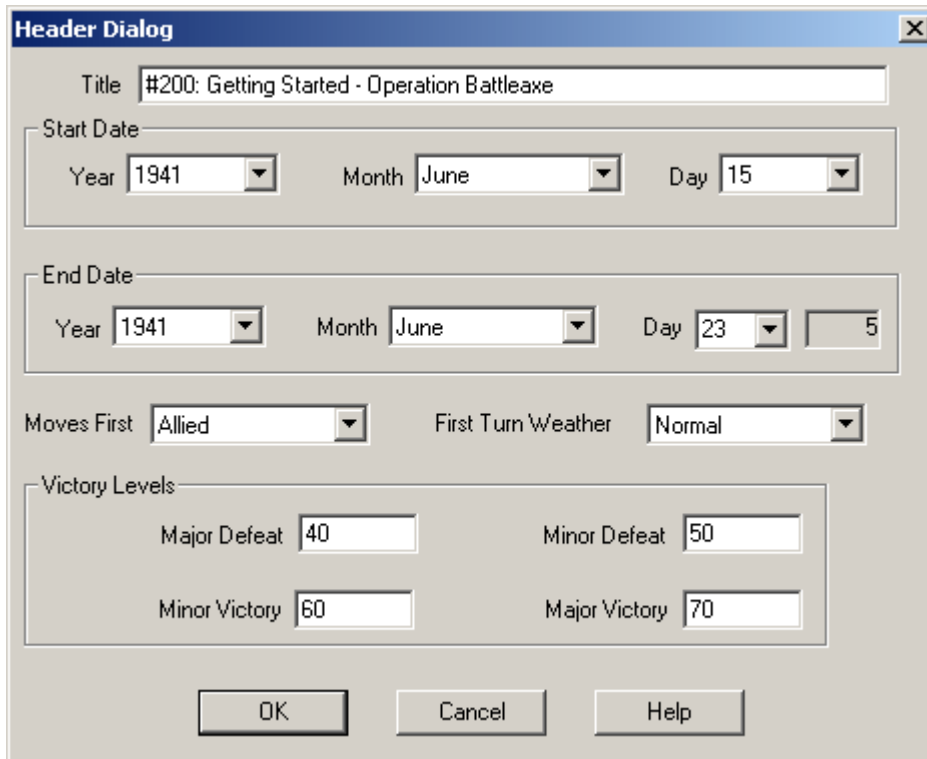 Header Dialog
Title #200: Getting Started - Operation Battleaxe
Start Date
Year 1941 Month June Day 15
End Date
Year 1941 Month June Day 23 5
Moves First Allied First Turn Weather Normal
Victory Levels
Major Defeat 40 Minor Defeat 50
Minor Victory 60 Major Victory 70
OK Cancel Help